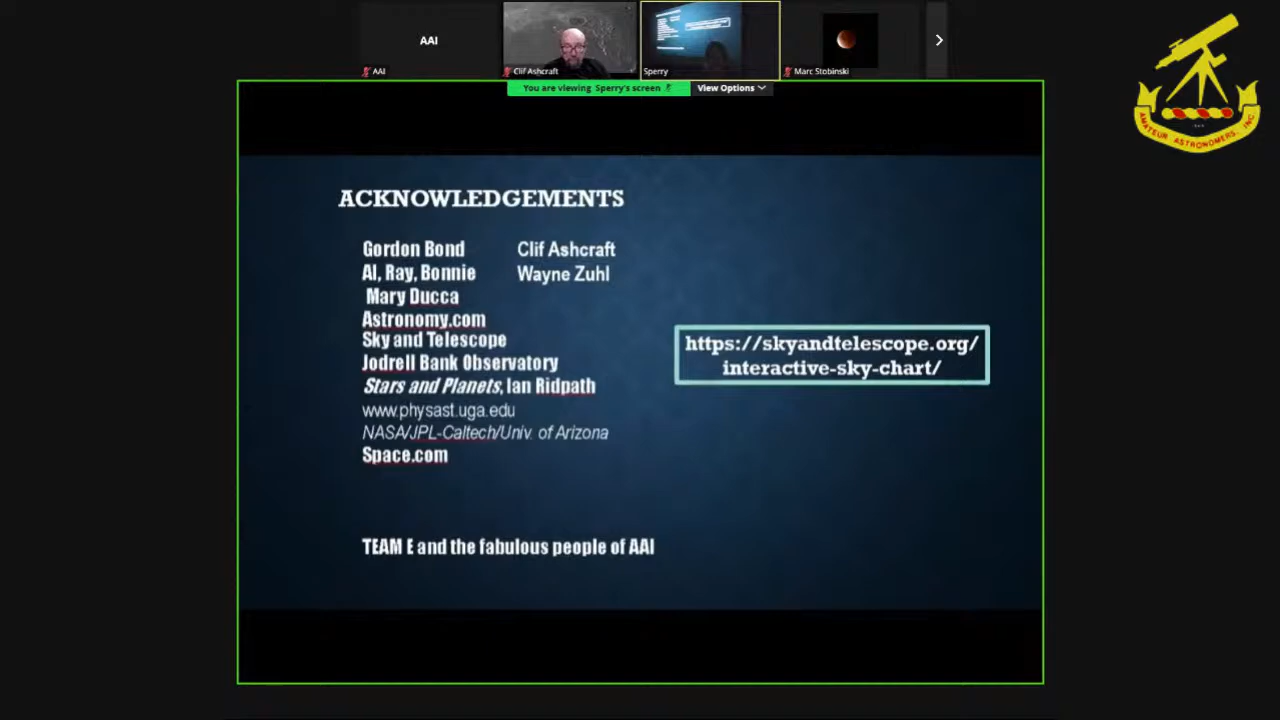 AAI
AAI
Clif Ashcraft
Sperry
Marc Stobinski
You are viewing Sperry's screen
View Options
AMATEUR ASTRONOMERS, INC
ACKNOWLEDGEMENTS
Gordon Bond
Al, Ray, Bonnie
Mary Ducca
Astronomy.com
Sky and Telescope
Jodrell Bank Observatory
Stars and Planets, Ian Ridpath
www.physast.uga.edu
NASA/JPL-Caltech/Univ. of Arizona
Space.com
Clif Ashcraft
Wayne Zuhl
https://skyandtelescope.org/
interactive-sky-chart/
TEAM E and the fabulous people of AAI